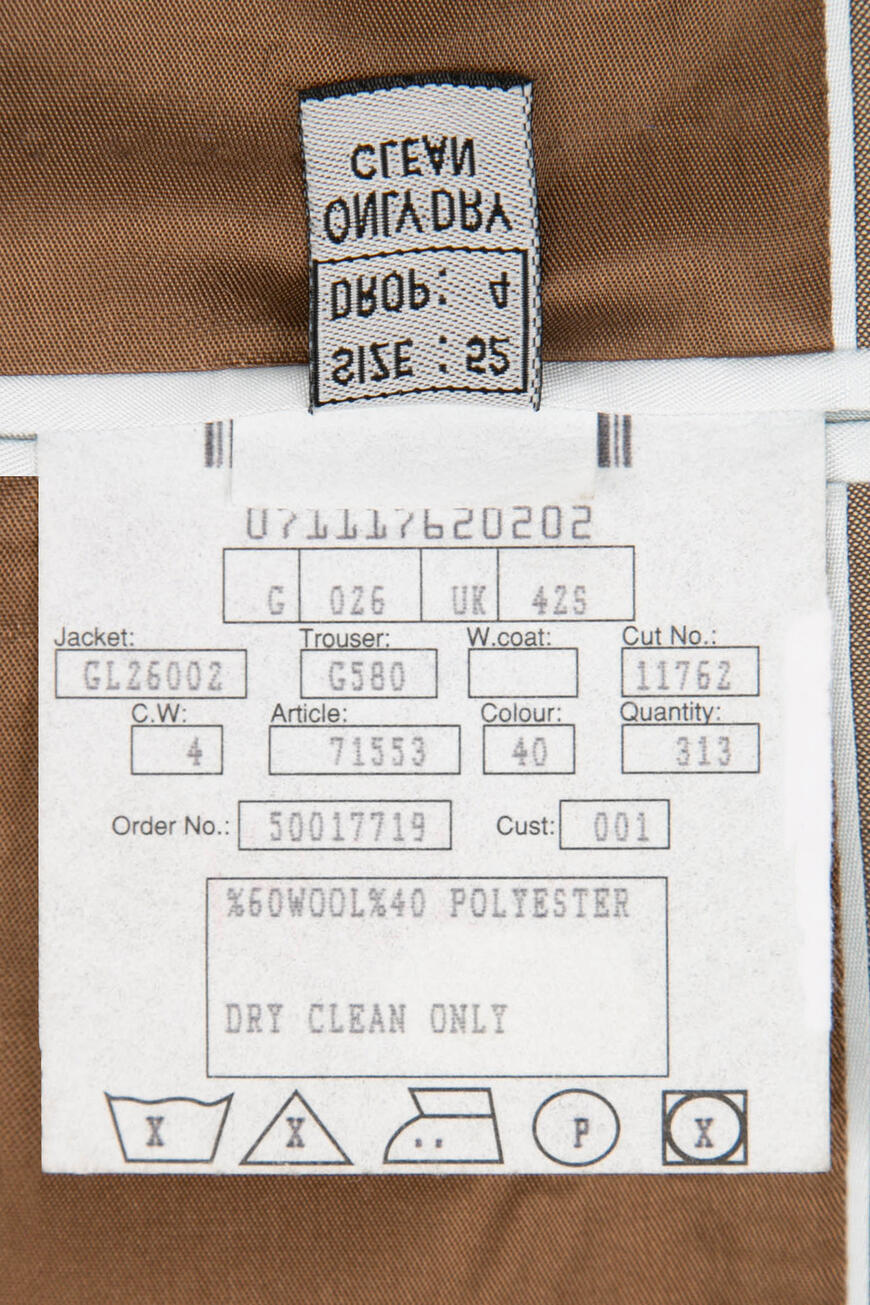 SIZE : 52
DROP: 4
ONLY DRY
CLEAN
G 026 UK 42S
Jacket: Trouser: W.coat: Cut No.:
GL26002 G580 11762
C.W: Article: Colour: Quantity:
4 71553 40 313
Order No.: 50017719 Cust: 001
%60WOOL%40 POLYESTER
DRY CLEAN ONLY
X X P X